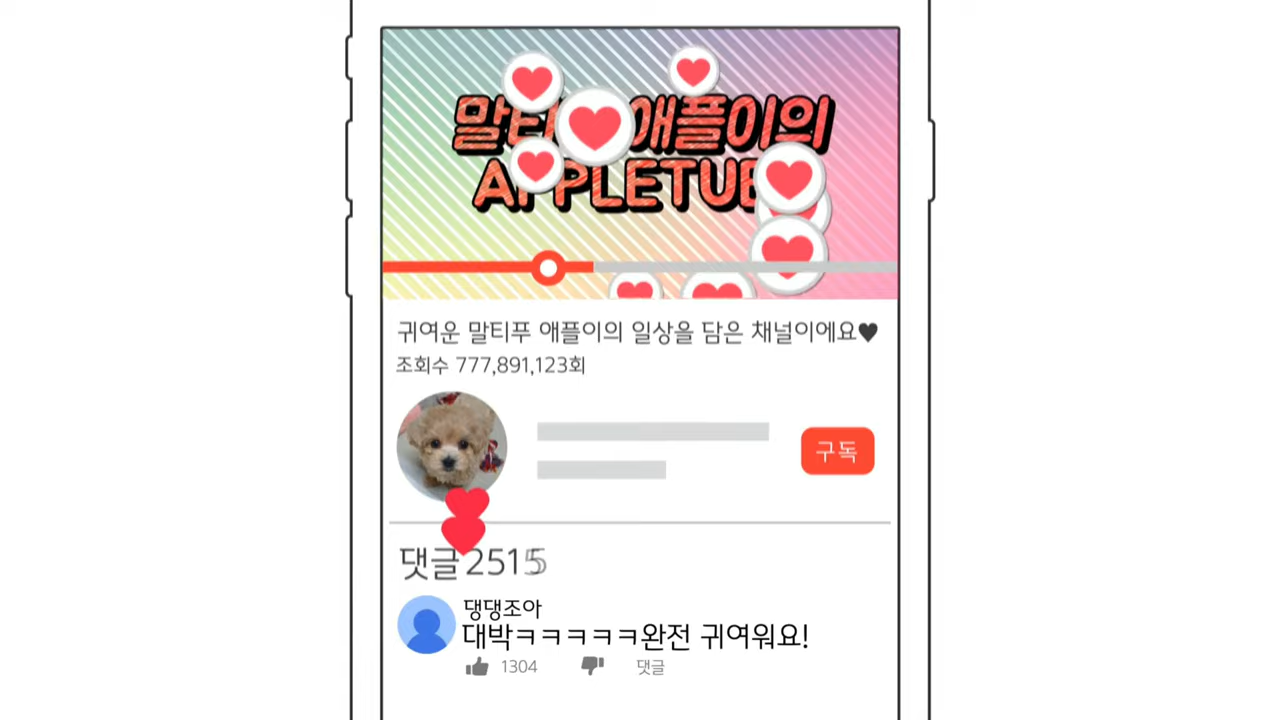 말티 애플이의
APPLETUBE
귀여운 말티푸 애플이의 일상을 담은 채널이에요♥
조회수 777,891,123회
구독
댓글 2515
댕댕조아
대박ㅋㅋㅋㅋㅋ완전 귀여워요!
1304
댓글